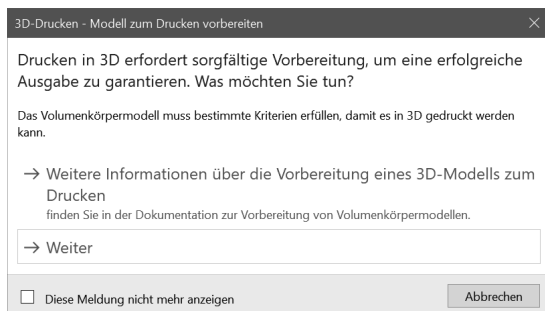 3D-Drucken - Modell zum Drucken vorbereiten
Drucken in 3D erfordert sorgfältige Vorbereitung, um eine erfolgreiche
Ausgabe zu garantieren. Was möchten Sie tun?
Das Volumenkörpermodell muss bestimmte Kriterien erfüllen, damit es in 3D gedruckt werden
kann.
→ Weitere Informationen über die Vorbereitung eines 3D-Modells zum
Drucken
finden Sie in der Dokumentation zur Vorbereitung von Volumenkörpermodellen.
→ Weiter
Diese Meldung nicht mehr anzeigen
Abbrechen